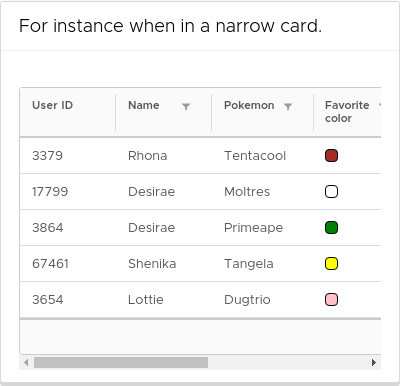 For instance when in a narrow card.
User ID Name Pokemon Favorite color
3379 Rhona Tentacool
17799 Desirae Moltres
3864 Desirae Primeape
67461 Shenika Tangela
3654 Lottie Dugtrio